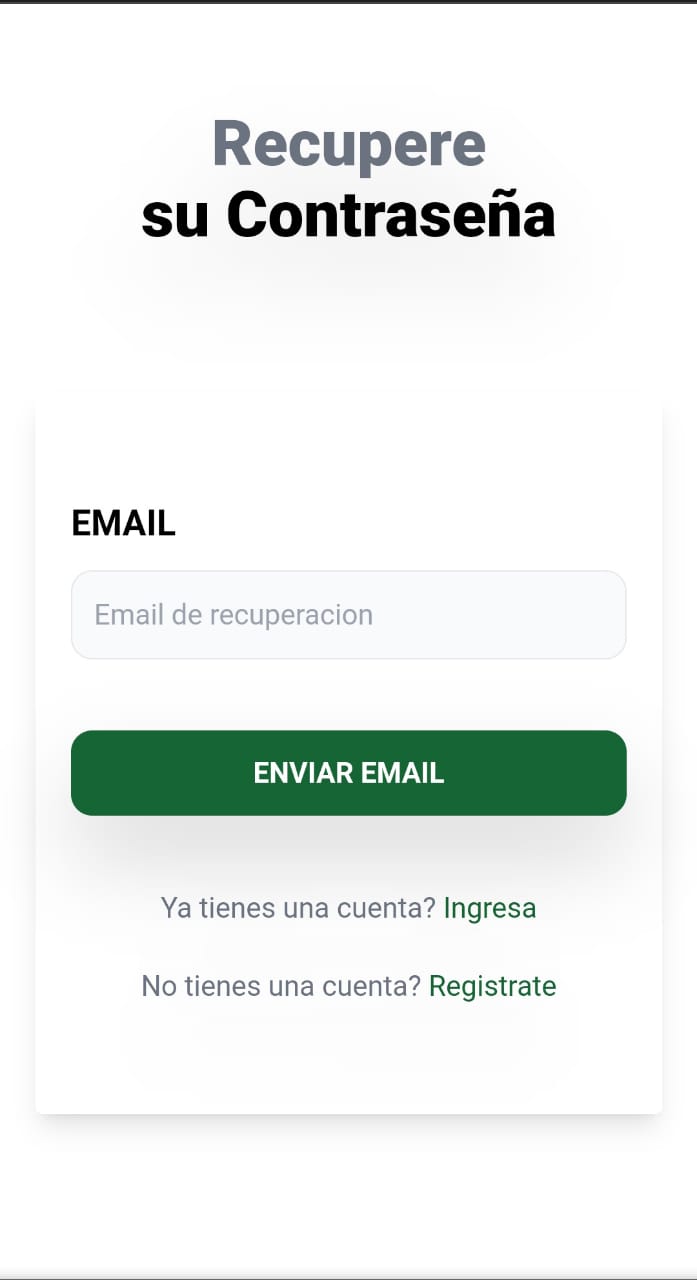 Recupere
su Contraseña
EMAIL
Email de recuperacion
ENVIAR EMAIL
Ya tienes una cuenta? Ingresa
No tienes una cuenta? Registrate